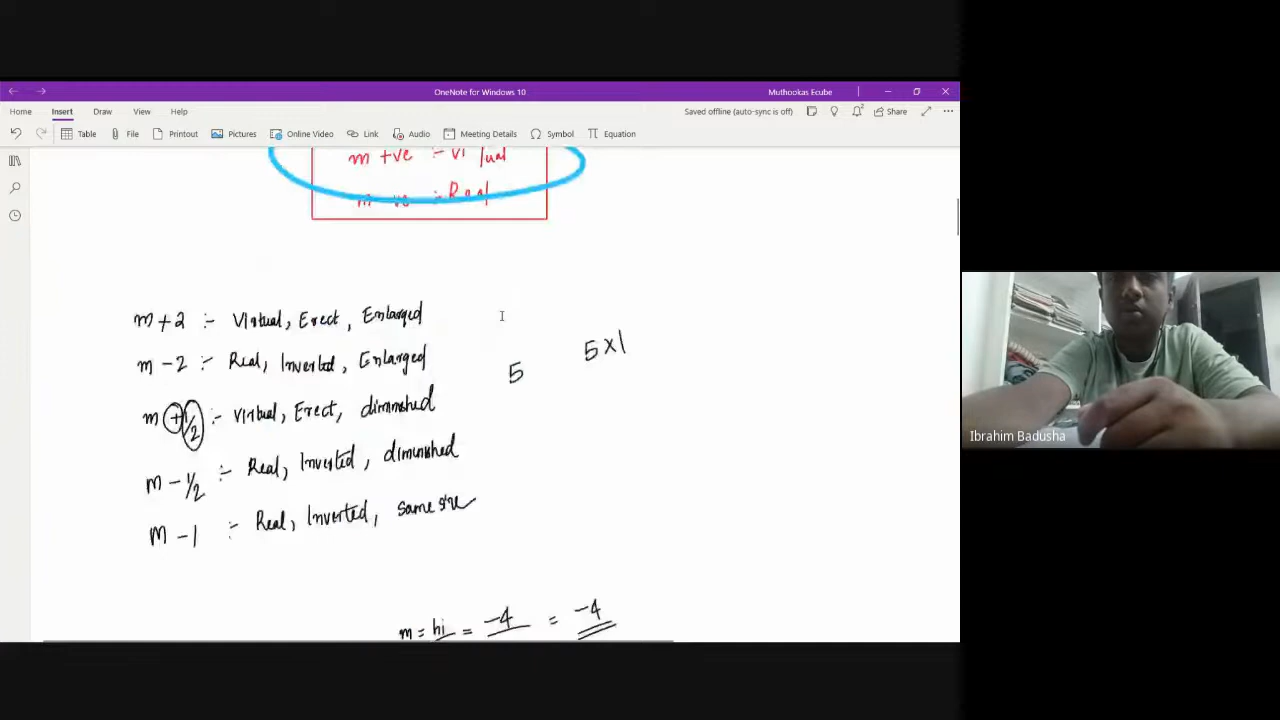 OneNote for Windows 10
Muthookas Ecube
Home Insert Draw View Help
Saved offline (auto-sync is off)
Share
Table File Printout Pictures Online Video Link Audio Meeting Details Symbol Equation
m +ve :- 
m -ve :- Real
m+2 :- Virtual, Erect, Enlarged
m-2 :- Real, Inverted, Enlarged
5 5×1
m +1/2 :- Virtual, Erect, diminished
m -1/2 :- Real, Inverted, diminished
m -1 :- Real, Inverted, same size
m = hi = -4 = -4
Ibrahim Badusha